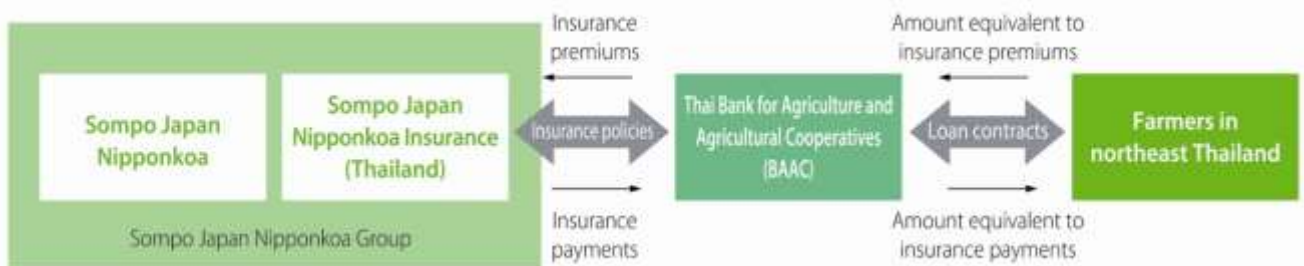 Insurance
premiums
Amount equivalent to
insurance premiums
Sompo Japan
Nipponkoa
Sompo Japan
Nipponkoa Insurance
(Thailand)
Insurance policies
Thai Bank for Agriculture and
Agricultural Cooperatives
(BAAC)
Loan contracts
Farmers in
northeast Thailand
Sompo Japan Nipponkoa Group
Insurance
payments
Amount equivalent to
insurance payments